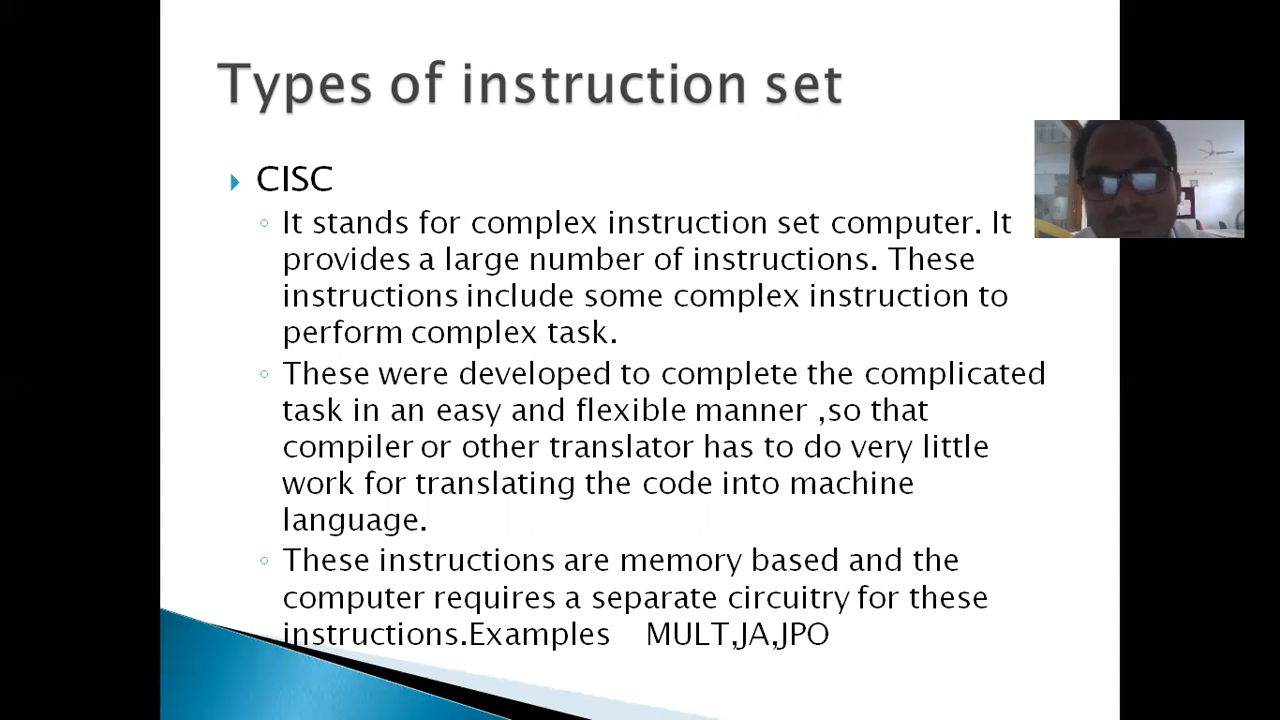 Types of instruction set
CISC
It stands for complex instruction set computer. It
provides a large number of instructions. These
instructions include some complex instruction to
perform complex task.
These were developed to complete the complicated
task in an easy and flexible manner ,so that
compiler or other translator has to do very little
work for translating the code into machine
language.
These instructions are memory based and the
computer requires a separate circuitry for these
instructions.Examples MULT,JA,JPO